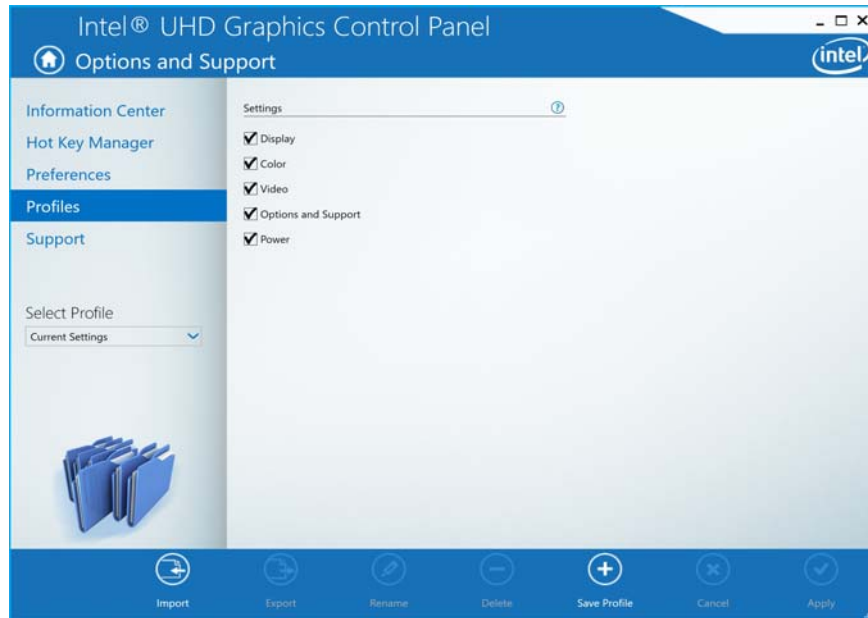 Intel® UHD Graphics Control Panel
Options and Support
intel
Information Center
Hot Key Manager
Preferences
Profiles
Support
Select Profile
Current Settings
Settings
?
Display
Color
Video
Options and Support
Power
Import
Export
Rename
Delete
Save Profile
Cancel
Apply